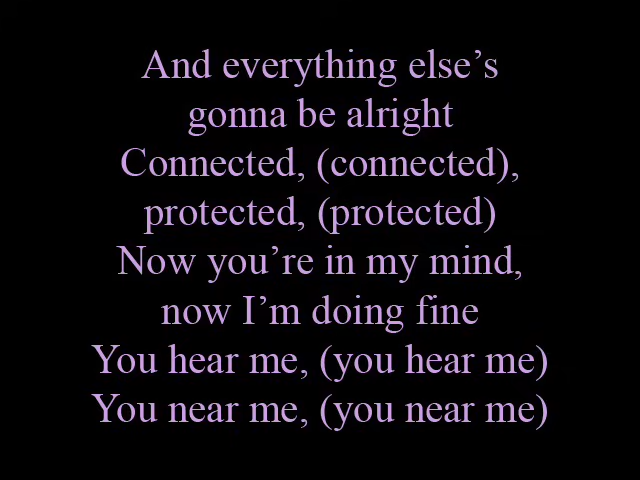 And everything else’s
gonna be alright
Connected, (connected),
protected, (protected)
Now you’re in my mind,
now I’m doing fine
You hear me, (you hear me)
You near me, (you near me)